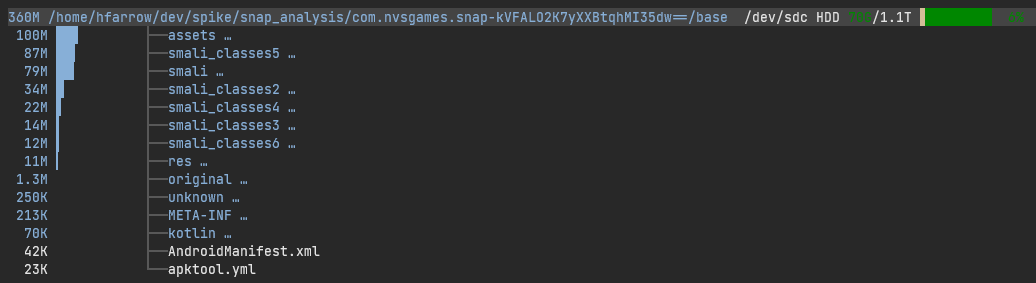 360M /home/hfarrow/dev/spike/snap_analysis/com.nvsgames.snap-kVFALO2K7yXXBtqhMI35dw==/base /dev/sdc HDD 70G/1.1T 6%
100M assets …
87M smali_classes5 …
79M smali …
34M smali_classes2 …
22M smali_classes4 …
14M smali_classes3 …
12M smali_classes6 …
11M res …
1.3M original …
250K unknown …
213K META-INF …
70K kotlin …
42K AndroidManifest.xml
23K apktool.yml